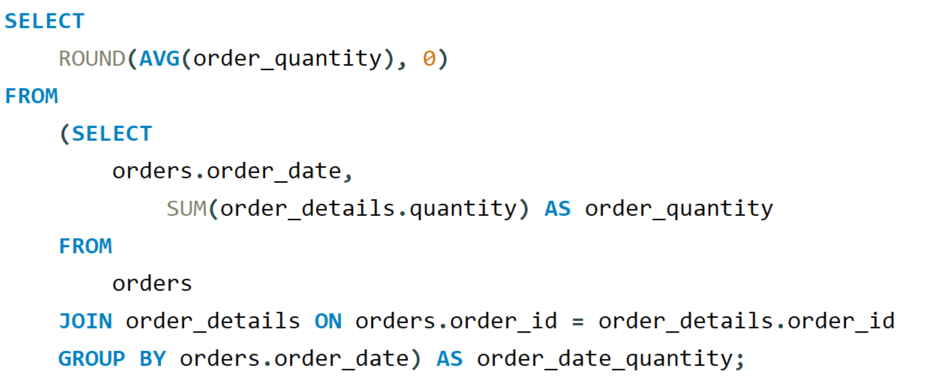 SELECT
ROUND(AVG(order_quantity), 0)
FROM
(SELECT
orders.order_date,
SUM(order_details.quantity) AS order_quantity
FROM
orders
JOIN order_details ON orders.order_id = order_details.order_id
GROUP BY orders.order_date) AS order_date_quantity;